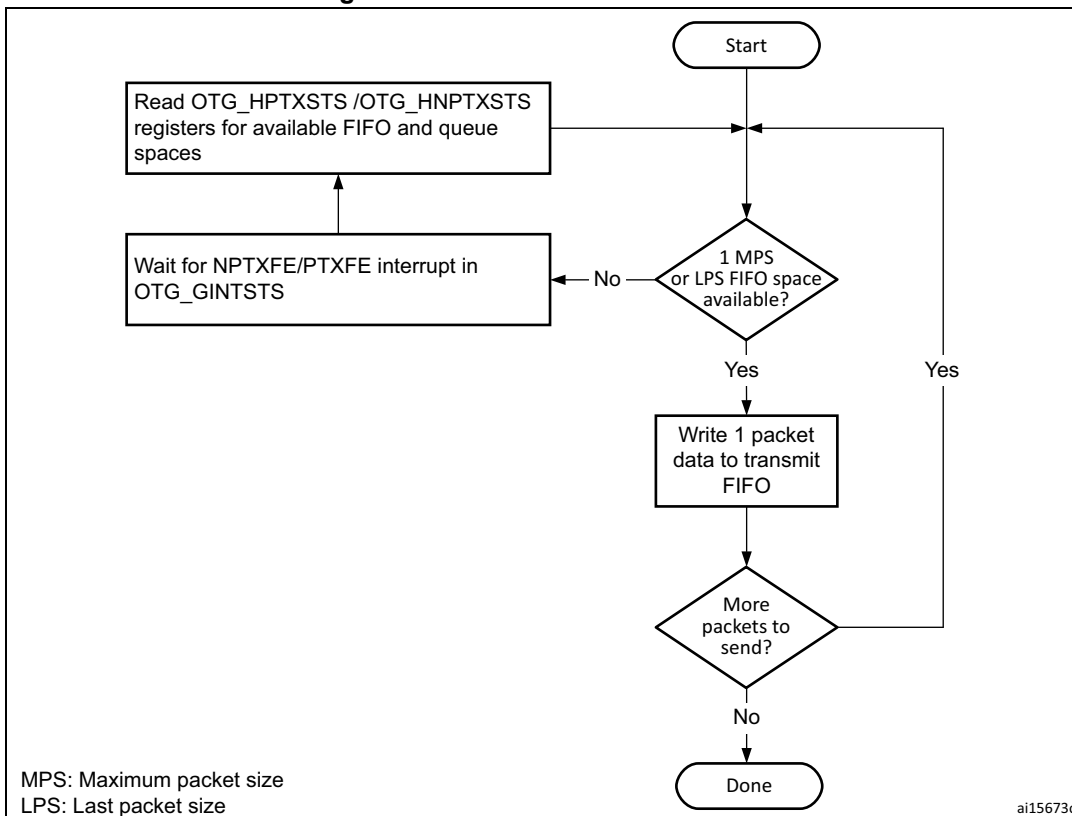 Start
Read OTG_HPTXSTS /OTG_HNPTXSTS
registers for available FIFO and queue
spaces
1 MPS
or LPS FIFO space
available?
No
Wait for NPTXFE/PTXFE interrupt in
OTG_GINTSTS
Yes
Yes
Write 1 packet
data to transmit
FIFO
More
packets to
send?
No
Done
MPS: Maximum packet size
LPS: Last packet size